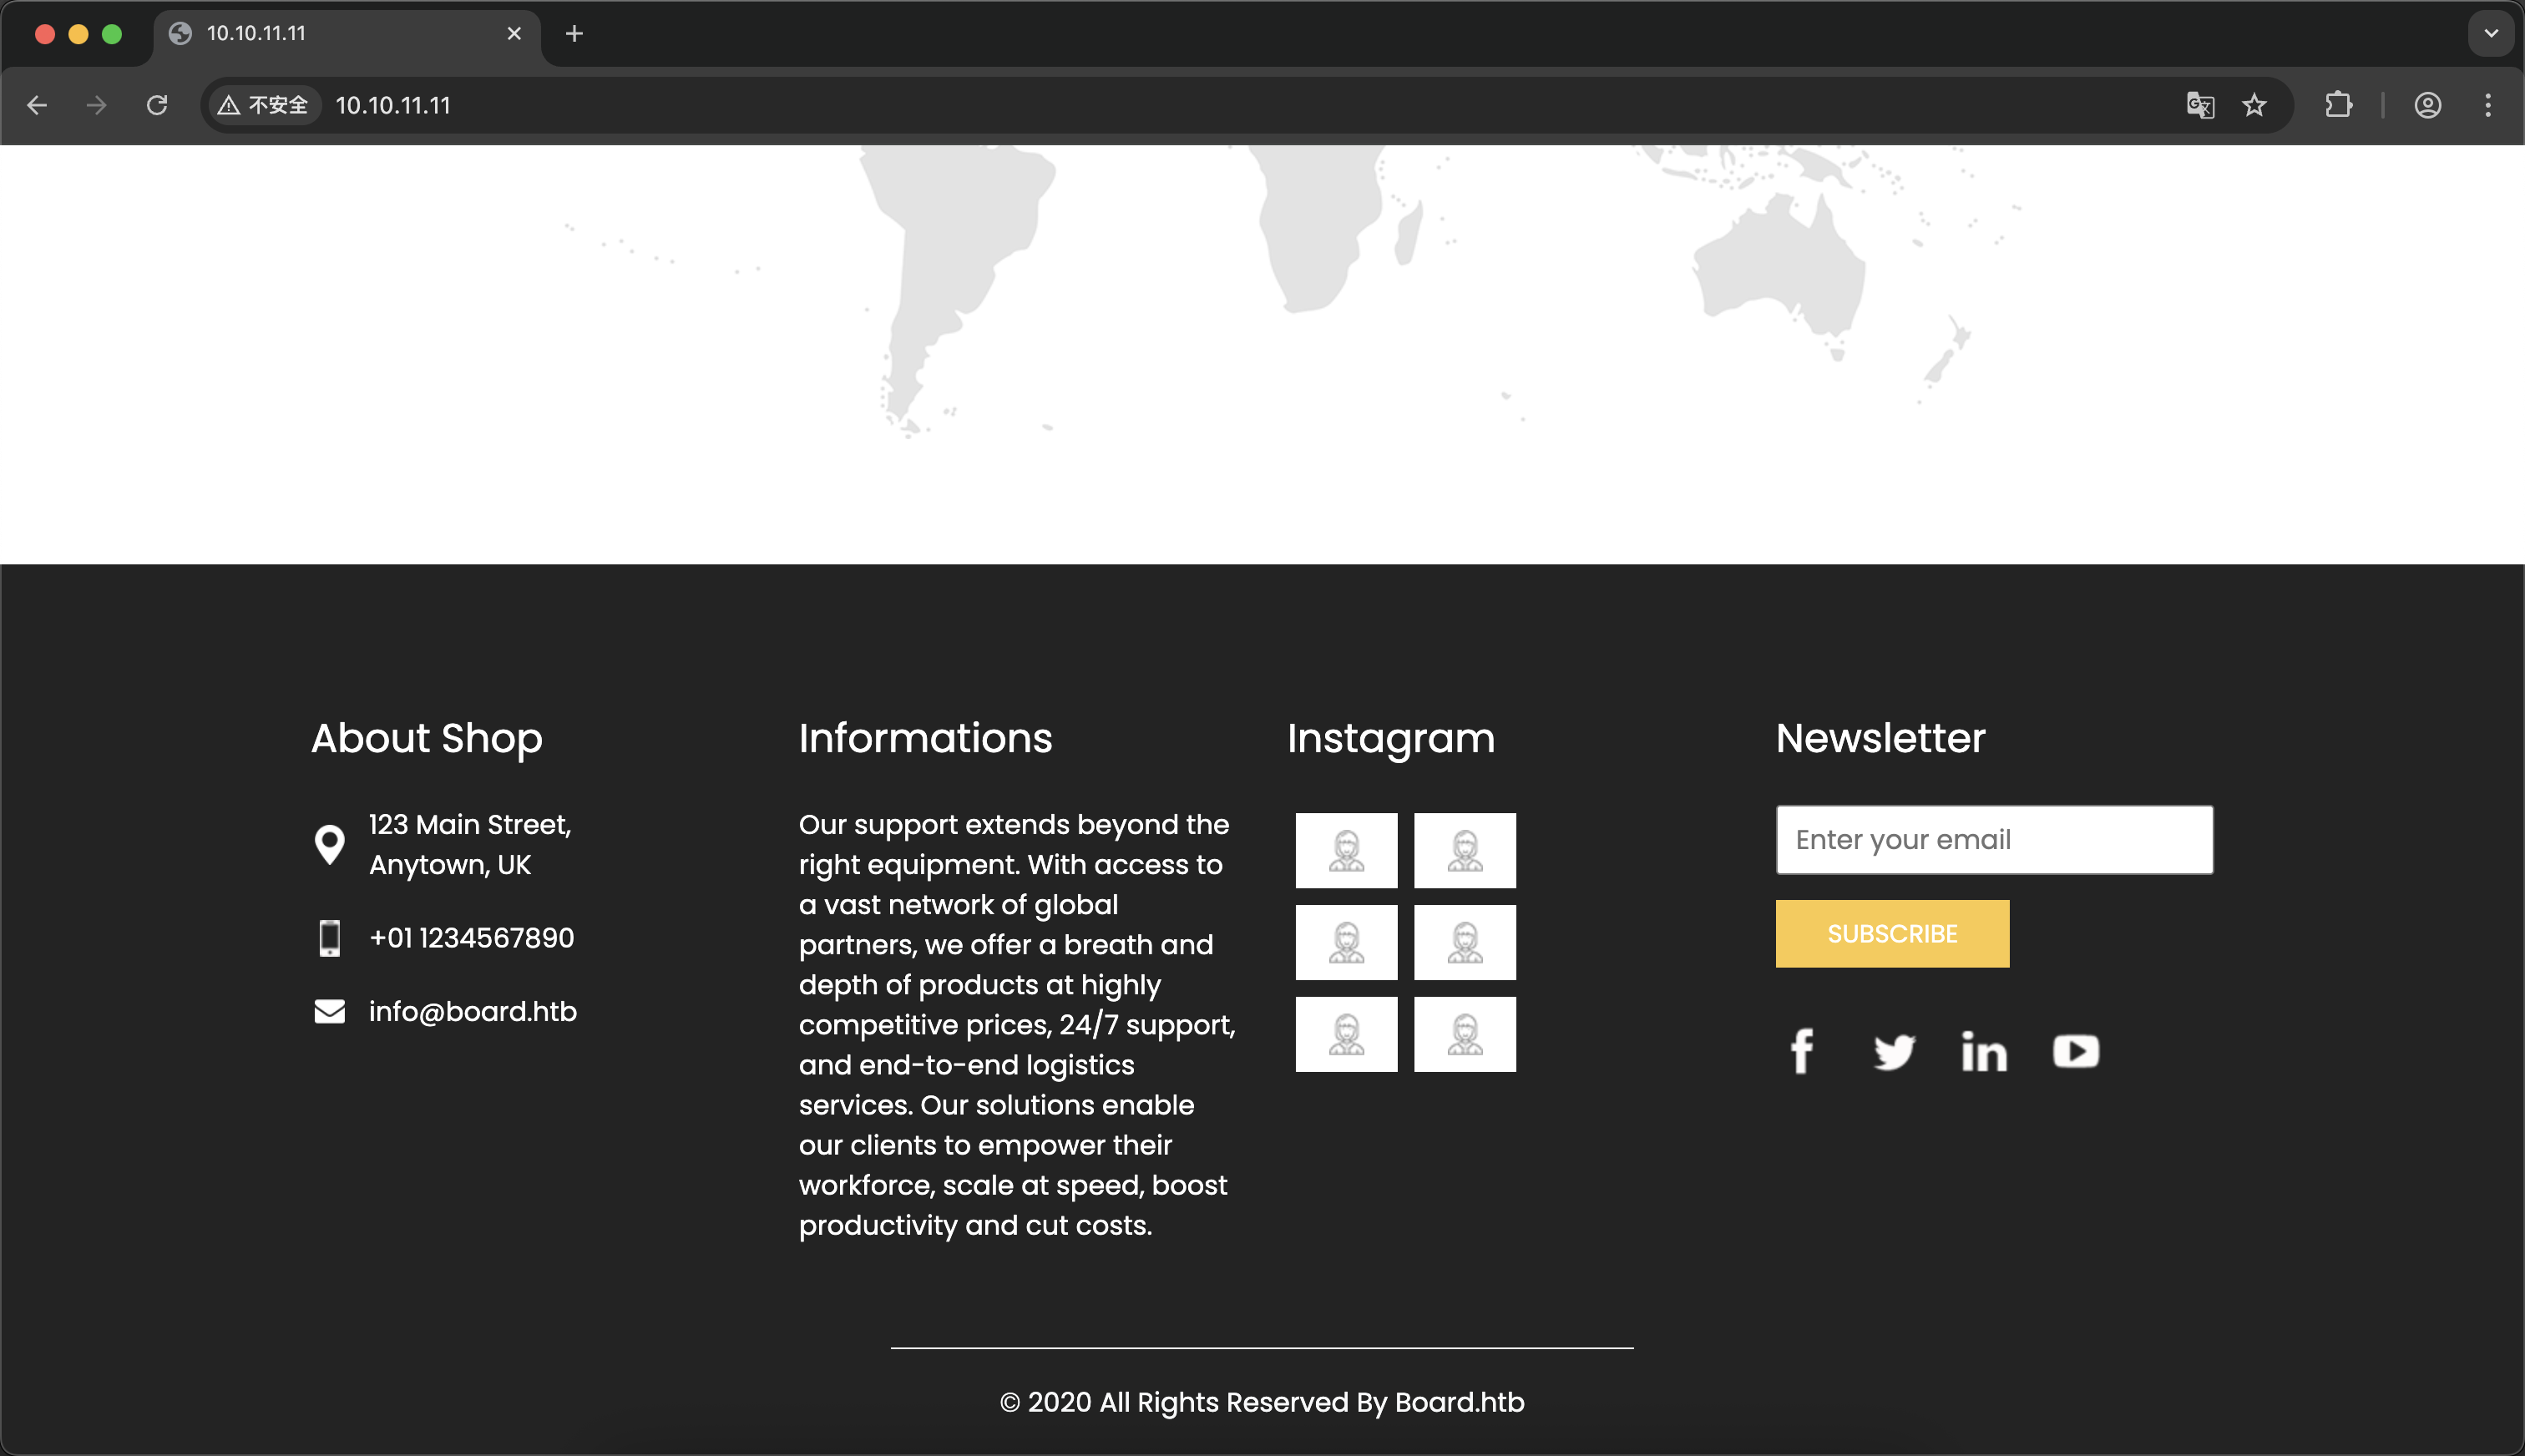 10.10.11.11
不安全
10.10.11.11
About Shop
123 Main Street,
Anytown, UK
+01 1234567890
info@board.htb
Informations
Our support extends beyond the
right equipment. With access to
a vast network of global
partners, we offer a breath and
depth of products at highly
competitive prices, 24/7 support,
and end-to-end logistics
services. Our solutions enable
our clients to empower their
workforce, scale at speed, boost
productivity and cut costs.
Instagram
Newsletter
Enter your email
SUBSCRIBE
© 2020 All Rights Reserved By Board.htb